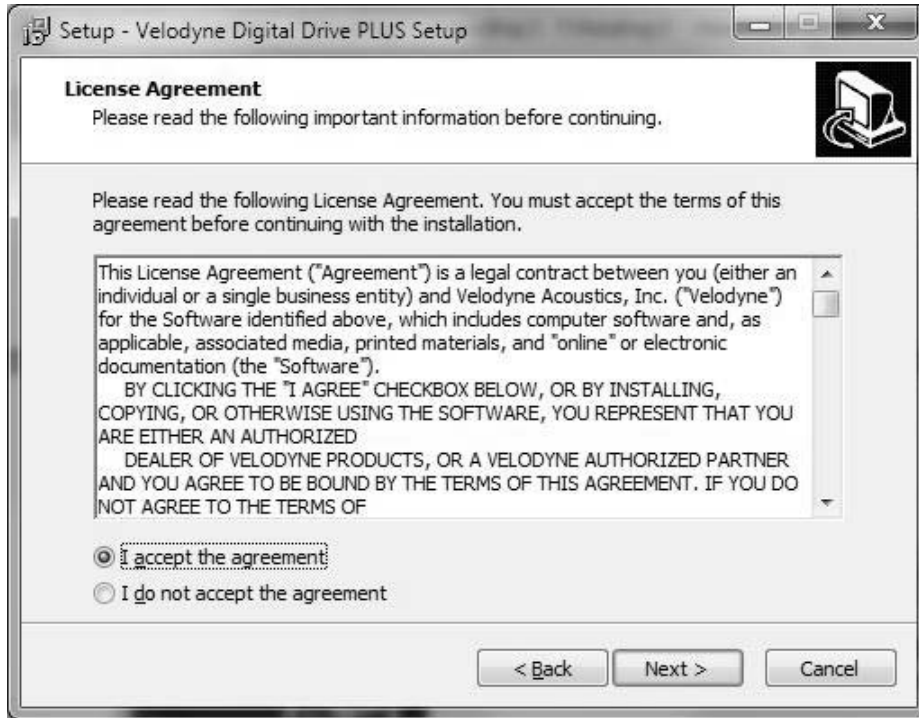 Setup - Velodyne Digital Drive PLUS Setup
License Agreement
Please read the following important information before continuing.
Please read the following License Agreement. You must accept the terms of this
agreement before continuing with the installation.
This License Agreement ("Agreement") is a legal contract between you (either an
individual or a single business entity) and Velodyne Acoustics, Inc. ("Velodyne")
for the Software identified above, which includes computer software and, as
applicable, associated media, printed materials, and "online" or electronic
documentation (the "Software").
BY CLICKING THE "I AGREE" CHECKBOX BELOW, OR BY INSTALLING,
COPYING, OR OTHERWISE USING THE SOFTWARE, YOU REPRESENT THAT YOU
ARE EITHER AN AUTHORIZED
DEALER OF VELODYNE PRODUCTS, OR A VELODYNE AUTHORIZED PARTNER
AND YOU AGREE TO BE BOUND BY THE TERMS OF THIS AGREEMENT. IF YOU DO
NOT AGREE TO THE TERMS OF
I accept the agreement
I do not accept the agreement
< Back Next > Cancel